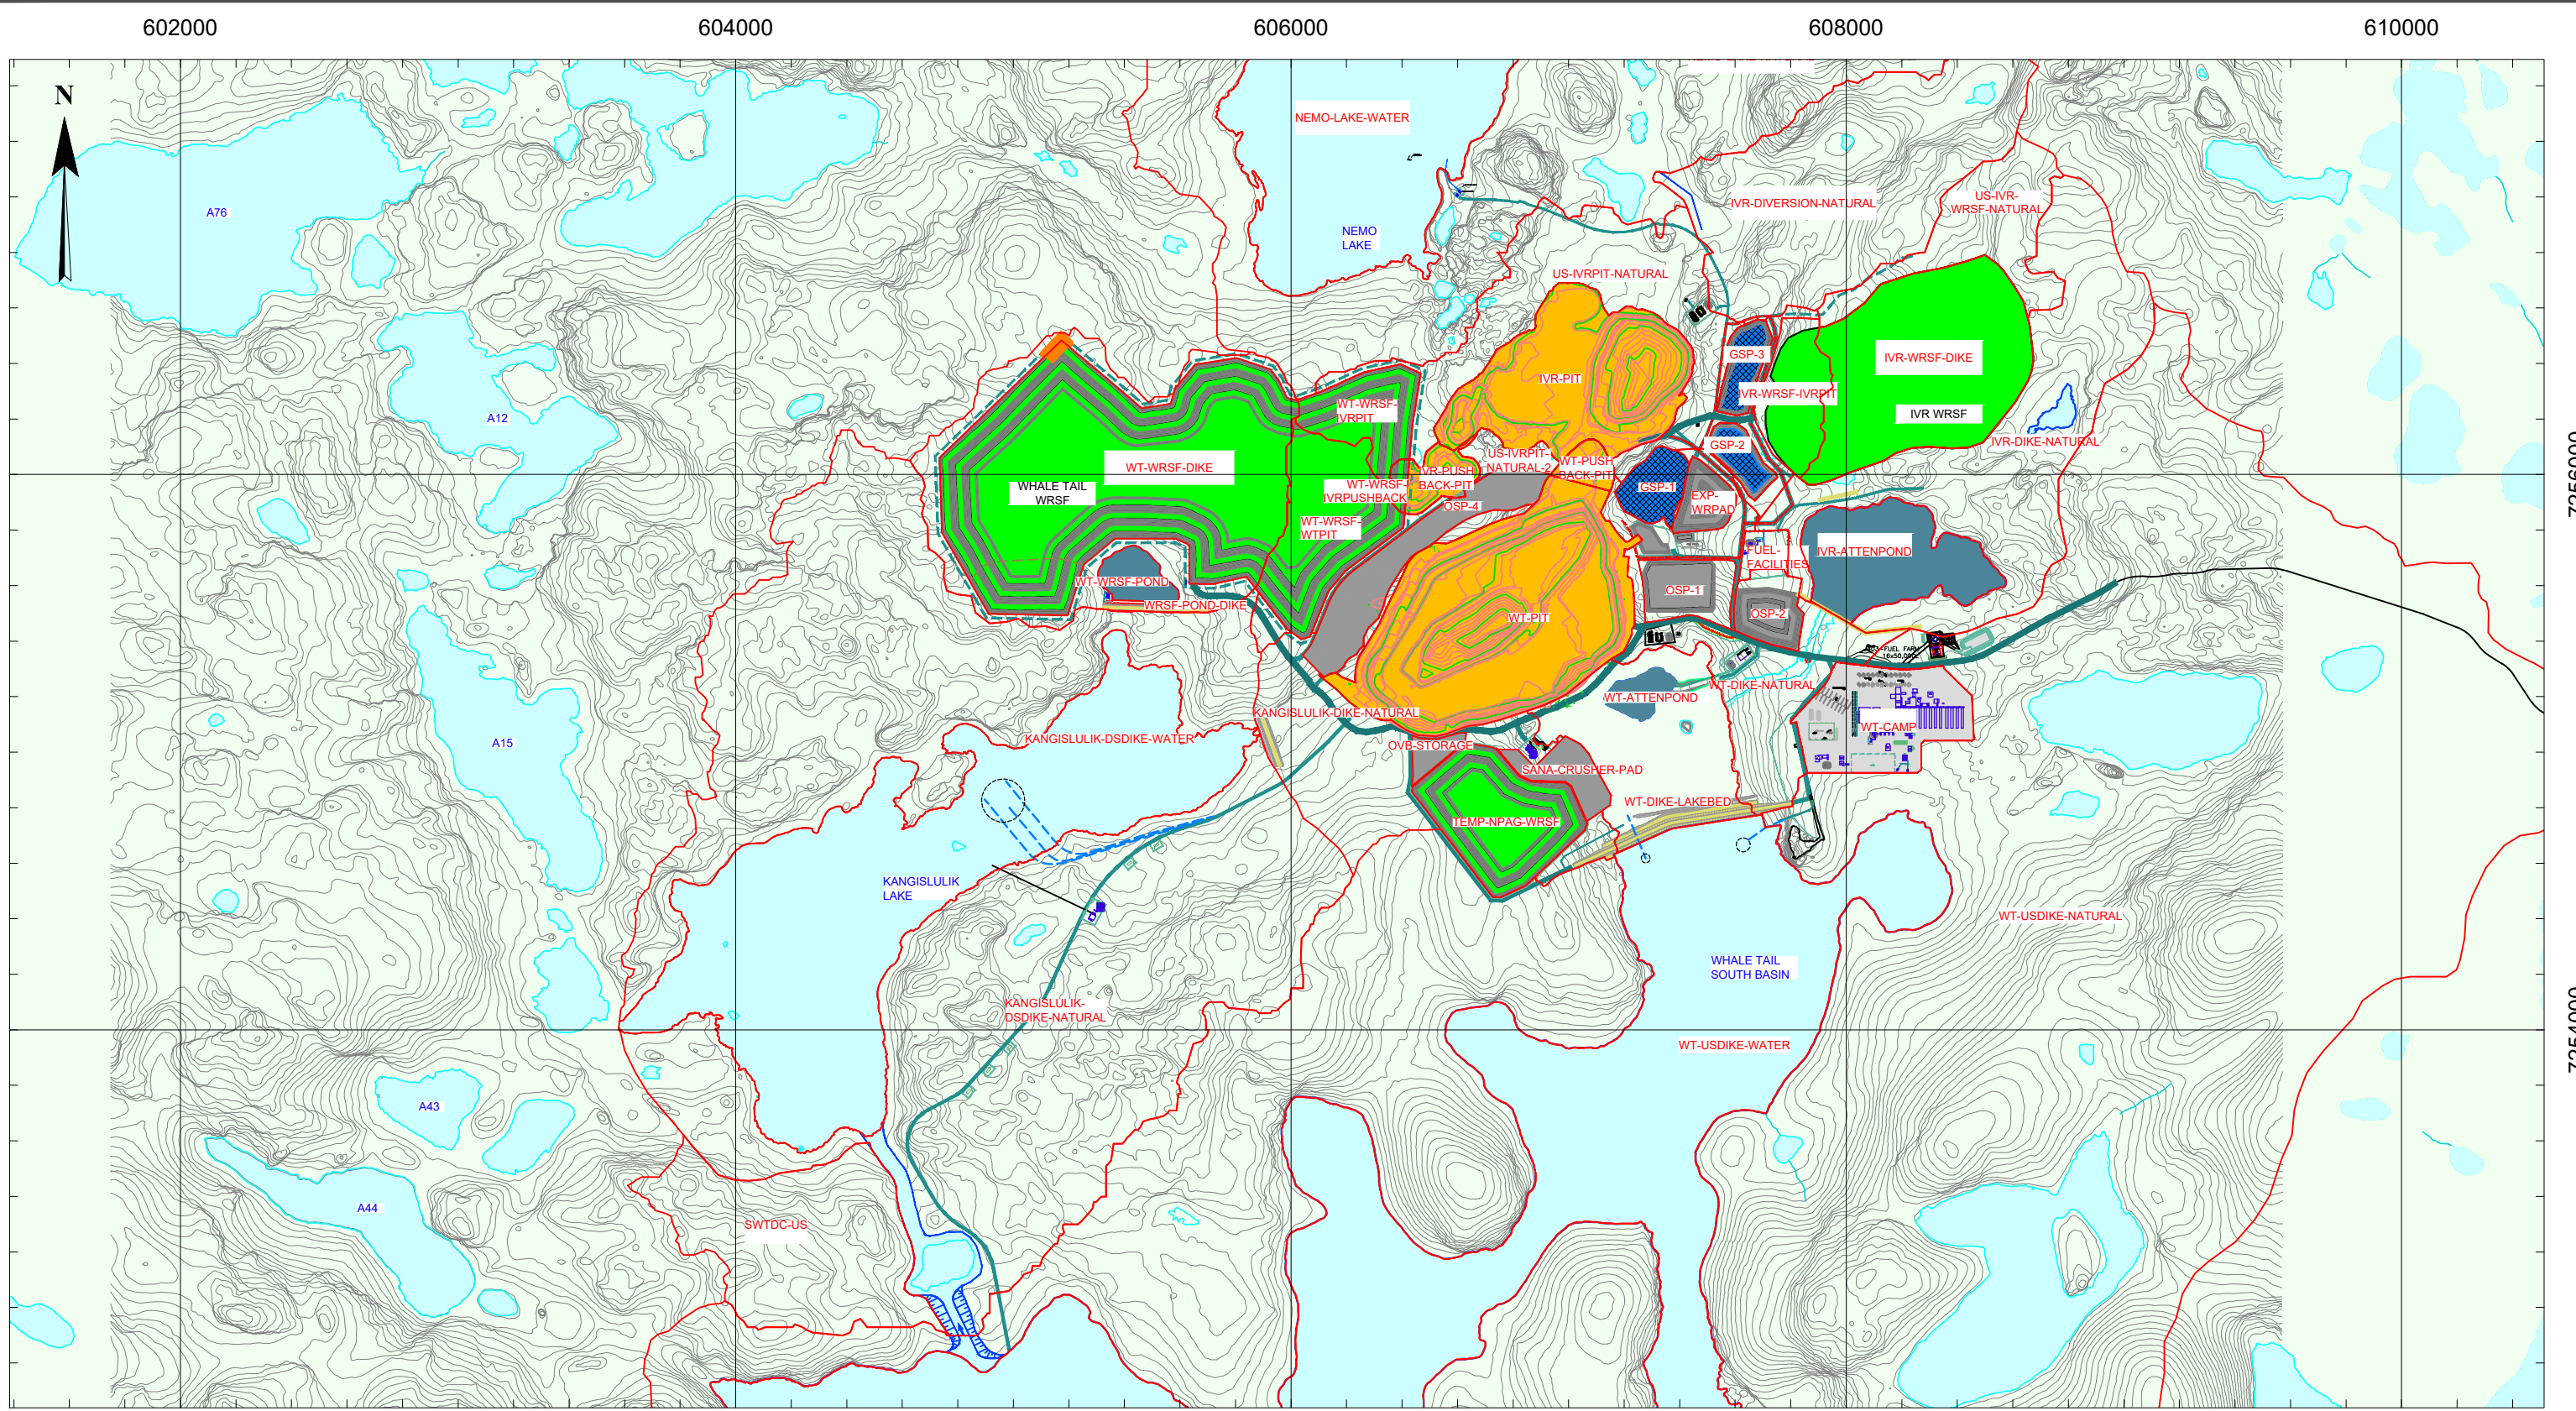 602000
604000
606000
608000
610000
N
NEMO-LAKE-WATER
A76
IVR-DIVERSION-NATURAL
US-IVR-
WRSF-NATURAL
NEMO
LAKE
US-IVRPIT-NATURAL
GSP-3
IVR-WRSF-DIKE
IVR-PIT
IVR-WRSF-IVRPIT
WT-WRSF-
IVRPIT
IVR WRSF
A12
IVR-DIKE-NATURAL
GSP-2
US-IVRPIT-
NATURAL-2
WT-PUSH
BACK-PIT
WT-WRSF-DIKE
IVR-PUSH
BACK-PIT
7256000
WHALE TAIL
WRSF
WT-WRSF-
IVRPUSHBACK
GSP-1
EXP-
WRPAD
OSP-4
WT-WRSF-
WTPIT
FUEL-
FACILITIES
IVR-ATTENPOND
WT-WRSF-POND
WRSF-POND-DIKE
OSP-1
OSP-2
WT-PIT
FUEL FARM
WT-DIKE-NATURAL
WT-ATTENPOND
KANGISLULIK-DIKE-NATURAL
WT-CAMP
A15
KANGISLULIK-DSDIKE-WATER
OVB-STORAGE
SANA-CRUSHER-PAD
WT-DIKE-LAKEBED
TEMP-NPAG-WRSF
KANGISLULIK
LAKE
WT-USDIKE-NATURAL
WHALE TAIL
SOUTH BASIN
KANGISLULIK-
DSDIKE-NATURAL
7254000
WT-USDIKE-WATER
A43
A44
SWTDC-US